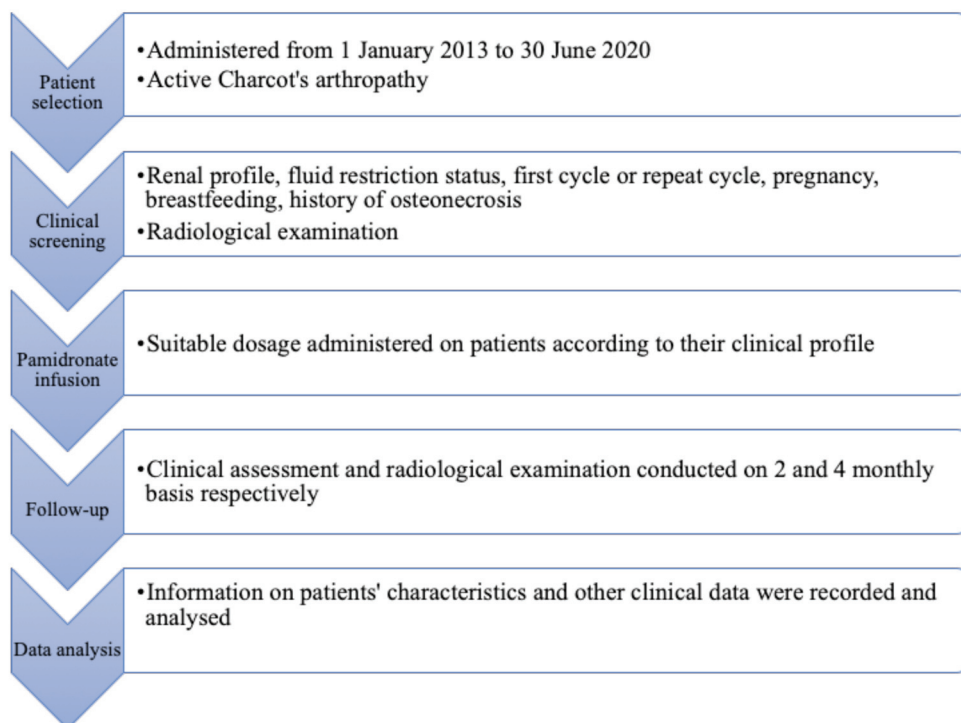 Patient
selection
•Administered from 1 January 2013 to 30 June 2020
•Active Charcot's arthropathy
Clinical
screening
•Renal profile, fluid restriction status, first cycle or repeat cycle, pregnancy,
breastfeeding, history of osteonecrosis
•Radiological examination
Pamidronate
infusion
•Suitable dosage administered on patients according to their clinical profile
Follow-up
•Clinical assessment and radiological examination conducted on 2 and 4 monthly
basis respectively
Data analysis
•Information on patients' characteristics and other clinical data were recorded and
analysed